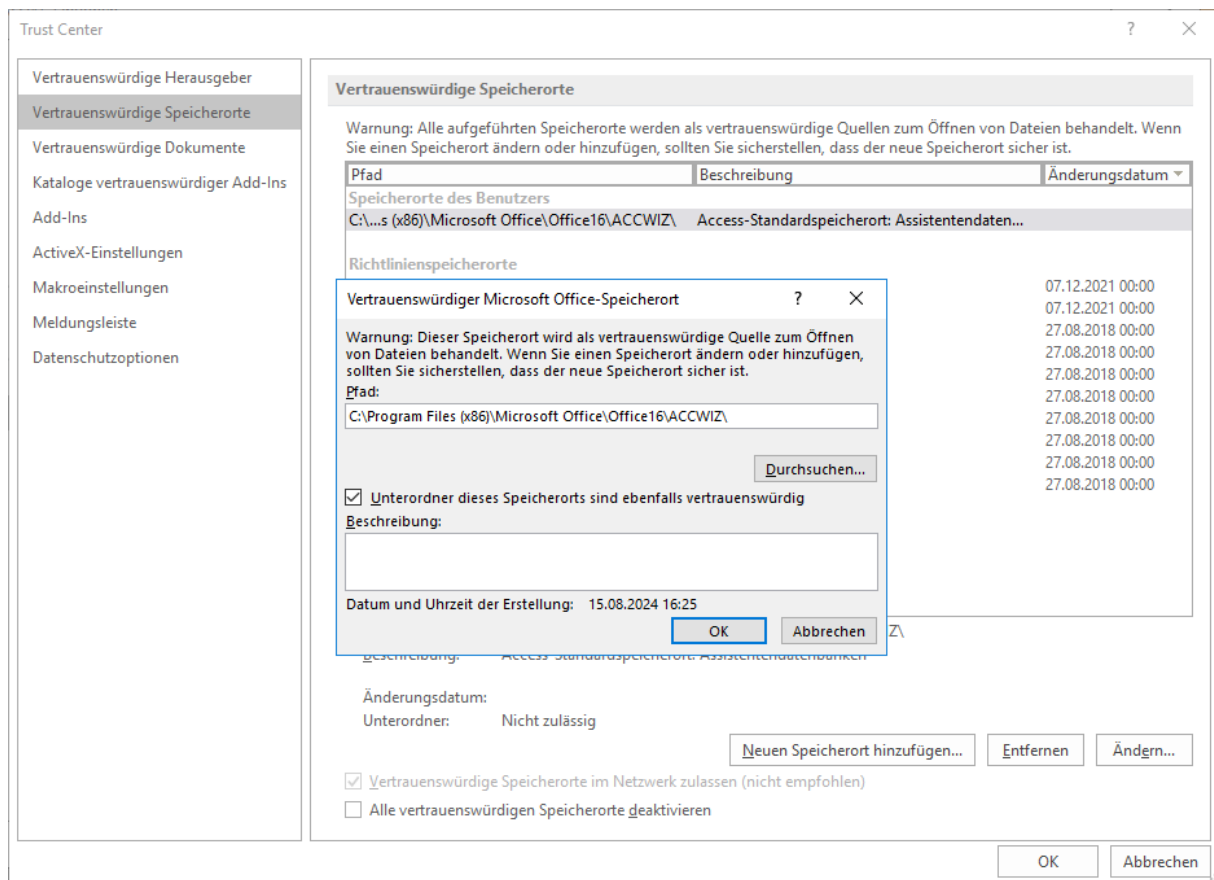 Trust Center
Vertrauenswürdige Herausgeber
Vertrauenswürdige Speicherorte
Vertrauenswürdige Dokumente
Kataloge vertrauenswürdiger Add-Ins
Add-Ins
ActiveX-Einstellungen
Makroeinstellungen
Meldungsleiste
Datenschutzoptionen
Vertrauenswürdige Speicherorte
Warnung: Alle aufgeführten Speicherorte werden als vertrauenswürdige Quellen zum Öffnen von Dateien behandelt. Wenn
Sie einen Speicherort ändern oder hinzufügen, sollten Sie sicherstellen, dass der neue Speicherort sicher ist.
Pfad Beschreibung Änderungsdatum
Speicherorte des Benutzers
C:\...s (x86)\Microsoft Office\Office16\ACCWIZ\ Access-Standardspeicherort: Assistentendaten...
Richtlinienspeicherorte
07.12.2021 00:00
07.12.2021 00:00
27.08.2018 00:00
27.08.2018 00:00
27.08.2018 00:00
27.08.2018 00:00
27.08.2018 00:00
27.08.2018 00:00
27.08.2018 00:00
27.08.2018 00:00
Vertrauenswürdiger Microsoft Office-Speicherort ?
Warnung: Dieser Speicherort wird als vertrauenswürdige Quelle zum Öffnen
von Dateien behandelt. Wenn Sie einen Speicherort ändern oder hinzufügen,
sollten Sie sicherstellen, dass der neue Speicherort sicher ist.
Pfad:
C:\Program Files (x86)\Microsoft Office\Office16\ACCWIZ\
Durchsuchen...
Unterordner dieses Speicherorts sind ebenfalls vertrauenswürdig
Beschreibung:
Datum und Uhrzeit der Erstellung: 15.08.2024 16:25
OK Abbrechen
Z\
Beschreibung: Access-Standardspeicherort: Assistentendatenbanken
Änderungsdatum:
Unterordner: Nicht zulässig
Neuen Speicherort hinzufügen... Entfernen Ändern...
Vertrauenswürdige Speicherorte im Netzwerk zulassen (nicht empfohlen)
Alle vertrauenswürdigen Speicherorte deaktivieren
OK Abbrechen